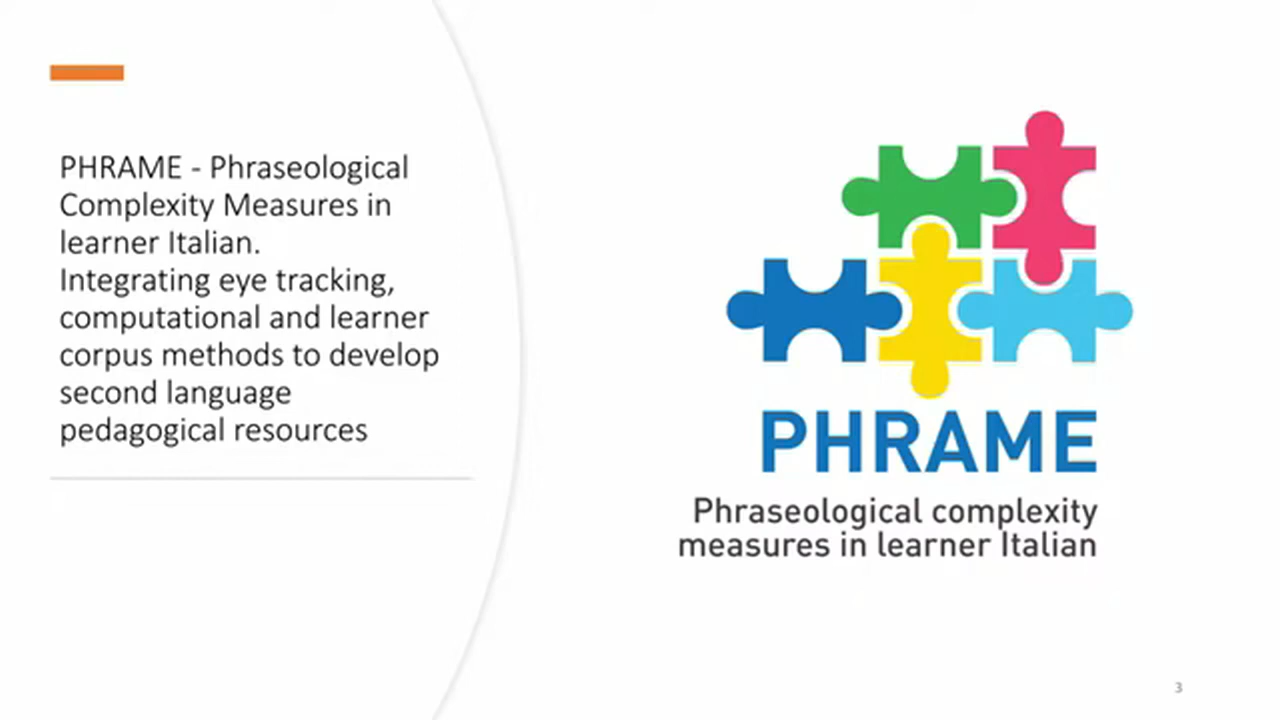 PHRAME - Phraseological
Complexity Measures in
learner Italian.
Integrating eye tracking,
computational and learner
corpus methods to develop
second language
pedagogical resources
PHRAME
Phraseological complexity
measures in learner Italian
3